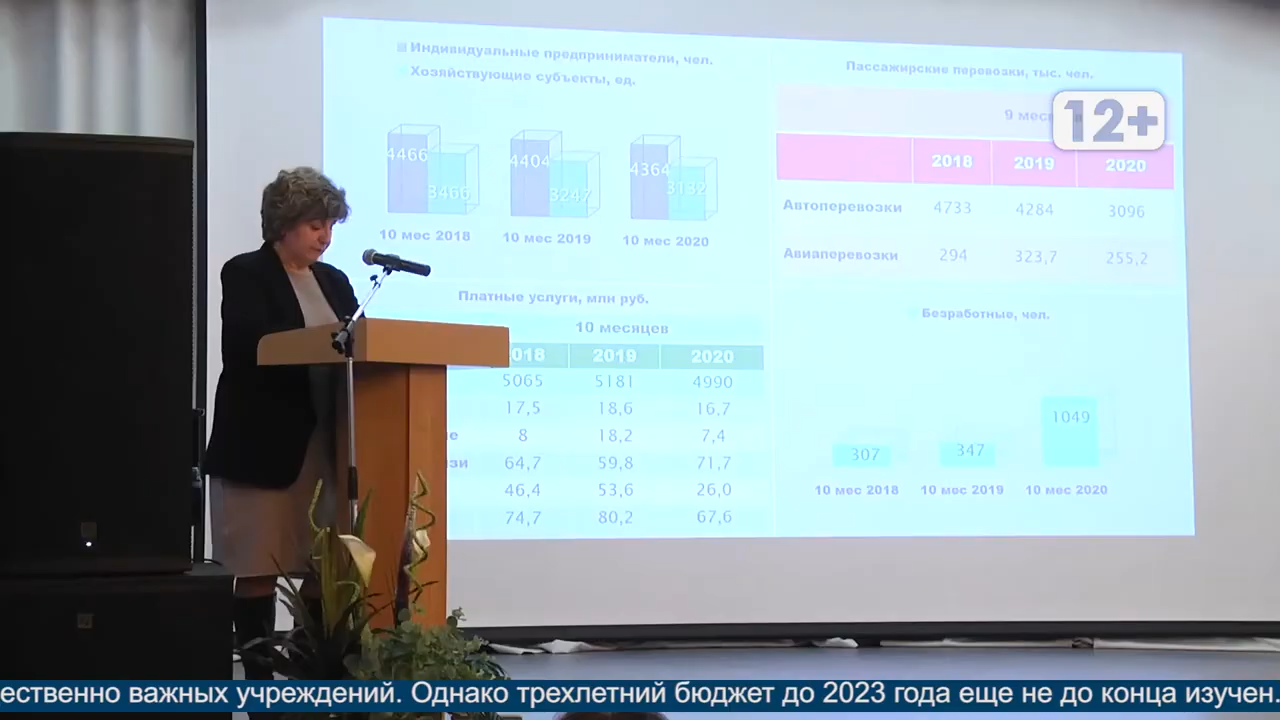 Индивидуальные предприниматели, чел.
Хозяйствующие субъекты, ед.
4466
3466
4404
3247
4364
3132
10 мес 2018
10 мес 2019
10 мес 2020
Пассажирские перевозки, тыс. чел.
9
12+
2018 2019 2020
Автоперевозки 4733 4284 3096
Авиаперевозки 294 323,7 255,2
Платные услуги, млн руб.
10 месяцев
018 2019 2020
5065 5181 4990
17,5 18,6 16,7
е 8 18,2 7,4
зи 64,7 59,8 71,7
46,4 53,6 26,0
74,7 80,2 67,6
Безработные, чел.
307
347
1049
10 мес 2018
10 мес 2019
10 мес 2020
ественно важных учреждений. Однако трехлетний бюджет до 2023 года еще не до конца изучен.